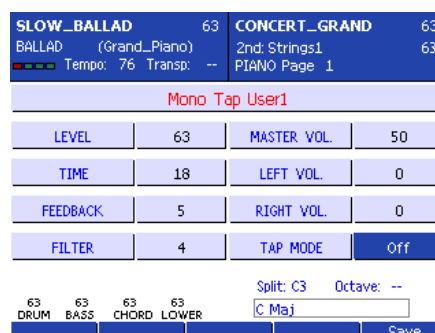 SLOW_BALLAD 63
BALLAD (Grand_Piano)
Tempo: 76 Transp: --
CONCERT_GRAND 63
2nd: Strings1 63
PIANO Page 1
Mono Tap User1
LEVEL 63 MASTER VOL. 50
TIME 18 LEFT VOL. 0
FEEDBACK 5 RIGHT VOL. 0
FILTER 4 TAP MODE Off
Split: C3 Octave: --
63 63 63 63
DRUM BASS CHORD LOWER
C Maj
Save